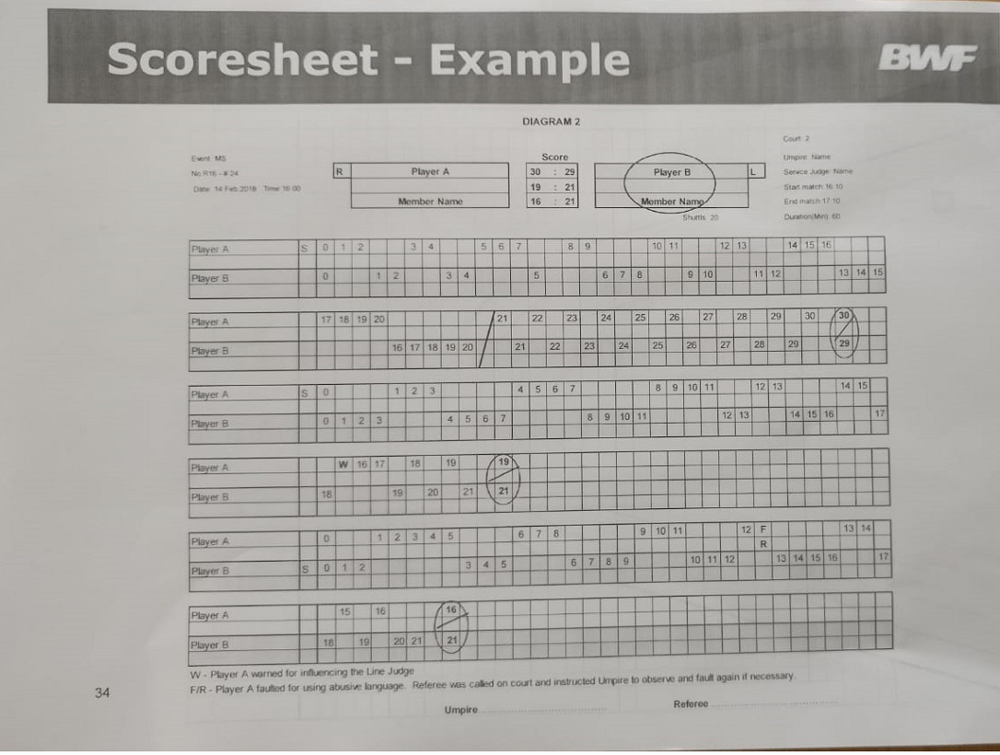 Scoresheet - Example
BWF
DIAGRAM 2
Court 2
Event MS
Score
Umpire Name
No.R16 - # 24
R Player A 30 : 29 Player B L
Service Judge Name
Date 14 Feb 2018 Time 16:00
19 : 21
Start match 16:10
Member Name 16 : 21 Member Name
End match 17:10
Shuttls 20
Duration(Min) 60
Player A S 0 1 2 3 4 5 6 7 8 9 10 11 12 13 14 15 16
Player B 0 1 2 3 4 5 6 7 8 9 10 11 12 13 14 15
Player A 17 18 19 20 21 22 23 24 25 26 27 28 29 30 30
Player B 16 17 18 19 20 21 22 23 24 25 26 27 28 29 29
Player A S 0 1 2 3 4 5 6 7 8 9 10 11 12 13 14 15
Player B 0 1 2 3 4 5 6 7 8 9 10 11 12 13 14 15 16 17
Player A W 16 17 18 19 19
Player B 18 19 20 21 21
Player A 0 1 2 3 4 5 6 7 8 9 10 11 12 F 13 14
R
Player B S 0 1 2 3 4 5 6 7 8 9 10 11 12 13 14 15 16 17
Player A 15 16 16
Player B 18 19 20 21 21
W - Player A warned for influencing the Line Judge
F/R - Player A faulted for using abusive language. Referee was called on court and instructed Umpire to observe and fault again if necessary.
34
Umpire
Referee